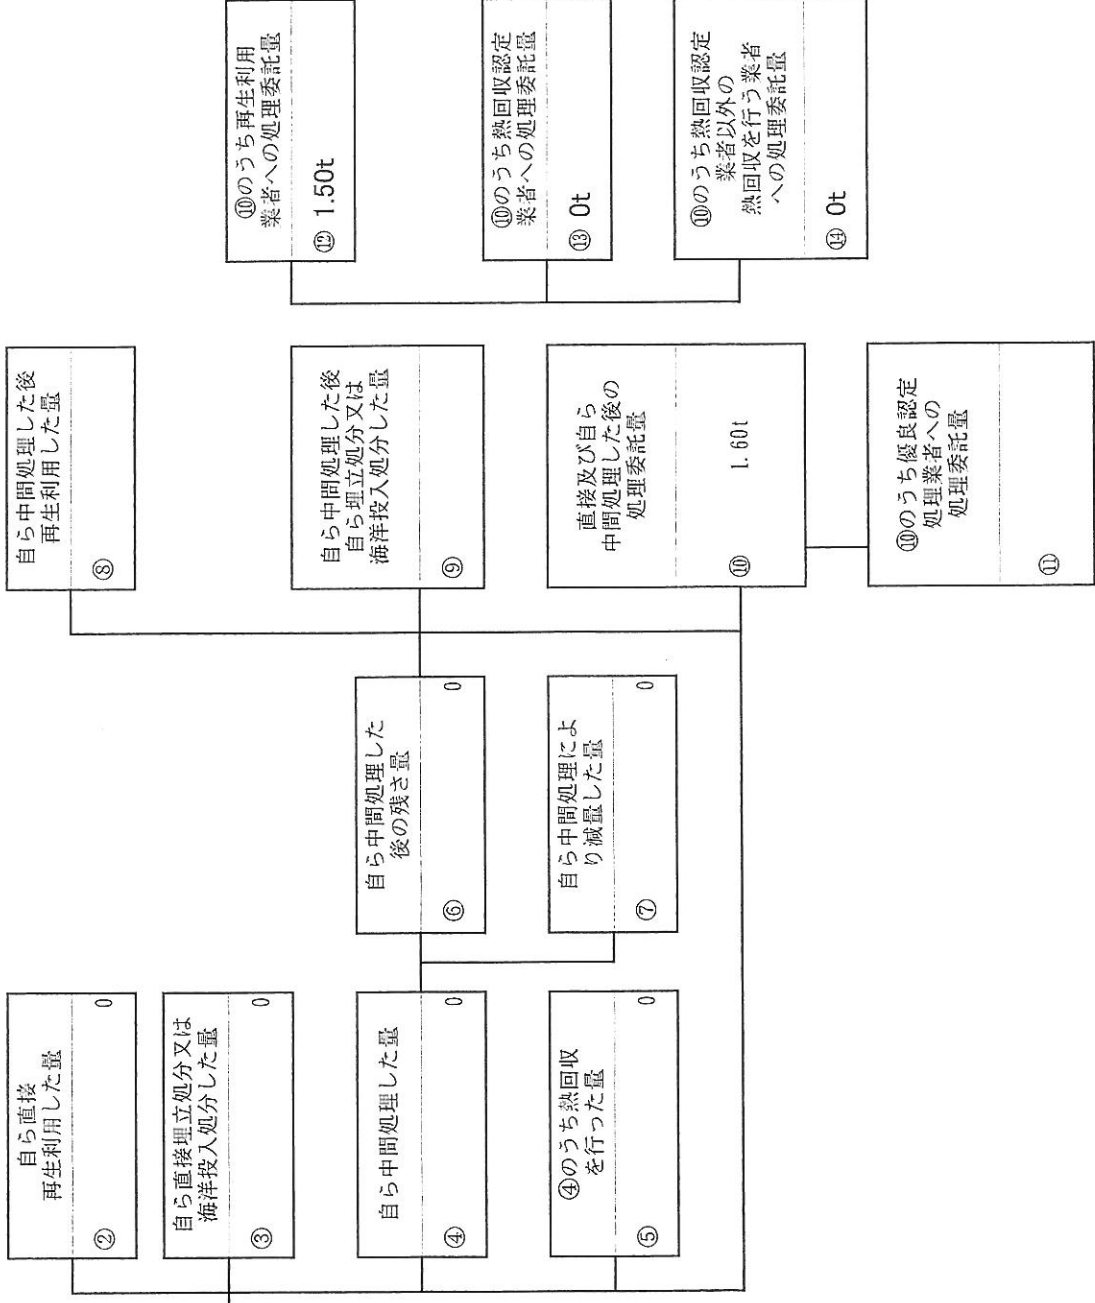 自ら直接
再生利用した量
② 0
自ら直接埋立処分又は
海洋投入処分した量
③ 0
自ら中間処理した量
④ 0
④のうち熱回収
を行った量
⑤ 0
自ら中間処理した
後の残さ量
⑥ 0
自ら中間処理によ
り減量した量
⑦ 0
自ら中間処理した後
再生利用した量
⑧
自ら中間処理した後
自ら埋立処分又は
海洋投入処分した量
⑨
直接及び自ら
中間処理した後の
処理委託量
⑩ 1.60t
⑩のうち優良認定
処理業者への
処理委託量
⑪
⑩のうち再生利用
業者への処理委託量
⑫ 1.50t
⑩のうち熱回収認定
業者への処理委託量
⑬ 0t
⑩のうち熱回収認定
業者以外の
熱回収を行う業者
への処理委託量
⑭ 0t